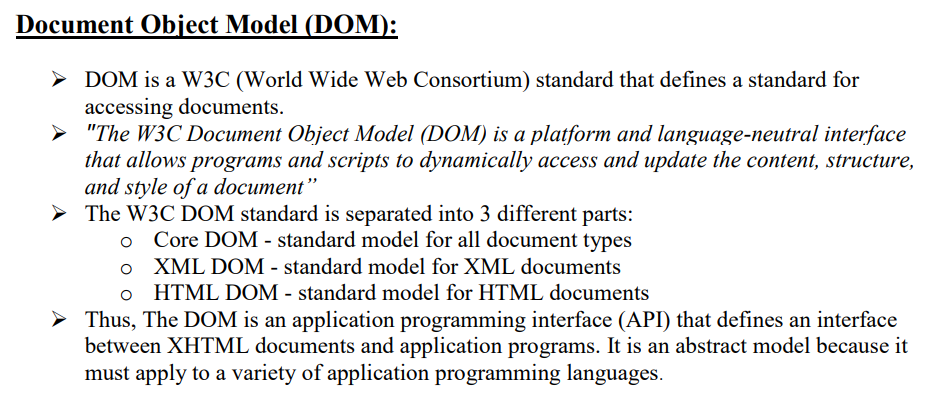 Document Object Model (DOM):
➢ DOM is a W3C (World Wide Web Consortium) standard that defines a standard for
accessing documents.
➢ "The W3C Document Object Model (DOM) is a platform and language-neutral interface
that allows programs and scripts to dynamically access and update the content, structure,
and style of a document”
➢ The W3C DOM standard is separated into 3 different parts:
o Core DOM - standard model for all document types
o XML DOM - standard model for XML documents
o HTML DOM - standard model for HTML documents
➢ Thus, The DOM is an application programming interface (API) that defines an interface
between XHTML documents and application programs. It is an abstract model because it
must apply to a variety of application programming languages.